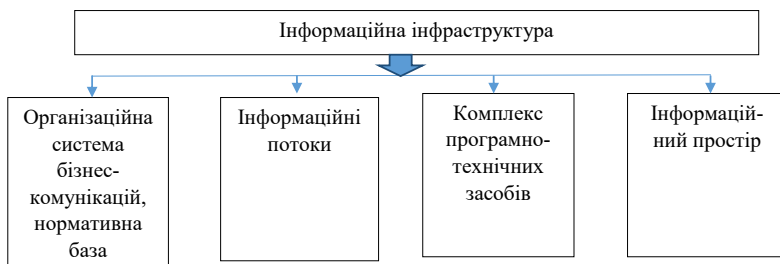 Інформаційна інфраструктура
Організаційна
система
бізнес-
комунікацій,
нормативна
база
Інформаційні
потоки
Комплекс
програмно-
технічних
засобів
Інформацій-
ний простір